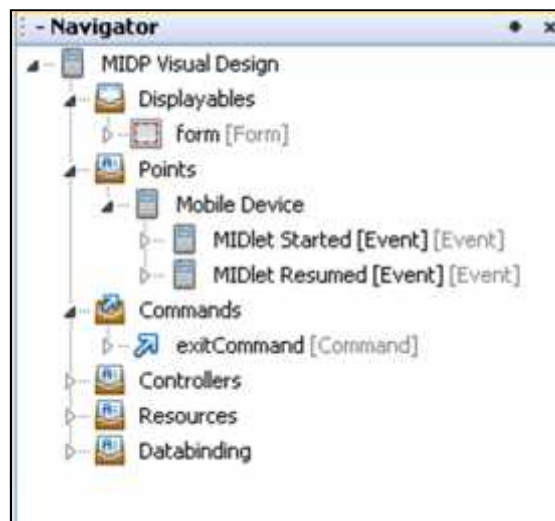 - Navigator
MIDP Visual Design
Displayables
form [Form]
Points
Mobile Device
MIDlet Started [Event] [Event]
MIDlet Resumed [Event] [Event]
Commands
exitCommand [Command]
Controllers
Resources
Databinding